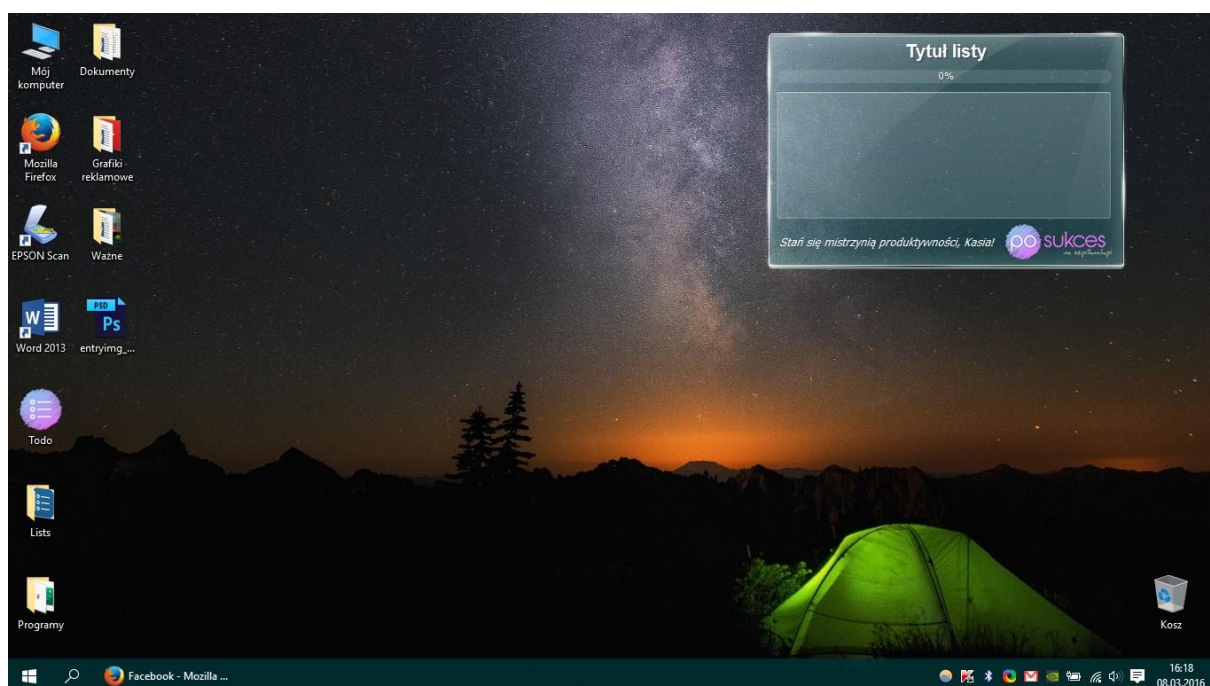 Mój
komputer
Dokumenty
Mozilla
Firefox
Grafiki
reklamowe
EPSON Scan
Ważne
Word 2013
PSD
Ps
entryimg_...
Todo
Lists
Programy
Tytuł listy
0%
Stań się mistrzynią produktywności, Kasia!
po sukces
Kosz
Facebook - Mozilla ...
16:18
08.03.2016